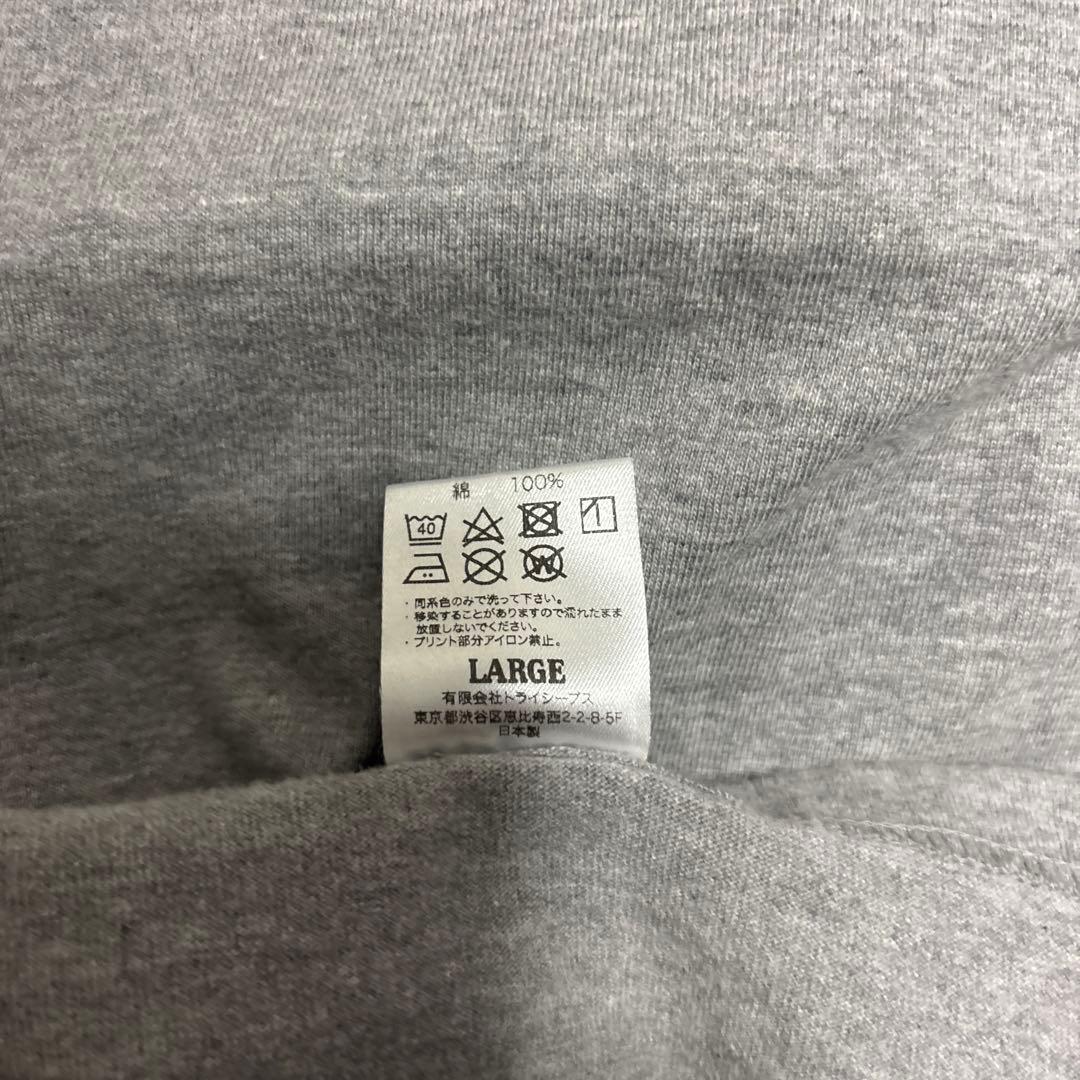 綿 100%
40
W
・同系色のみで洗って下さい。
・移染することがありますので濡れたまま
放置しないでください。
・プリント部分アイロン禁止。
LARGE
有限会社トライシープス
東京都渋谷区恵比寿西2-2-8-5F
日本製